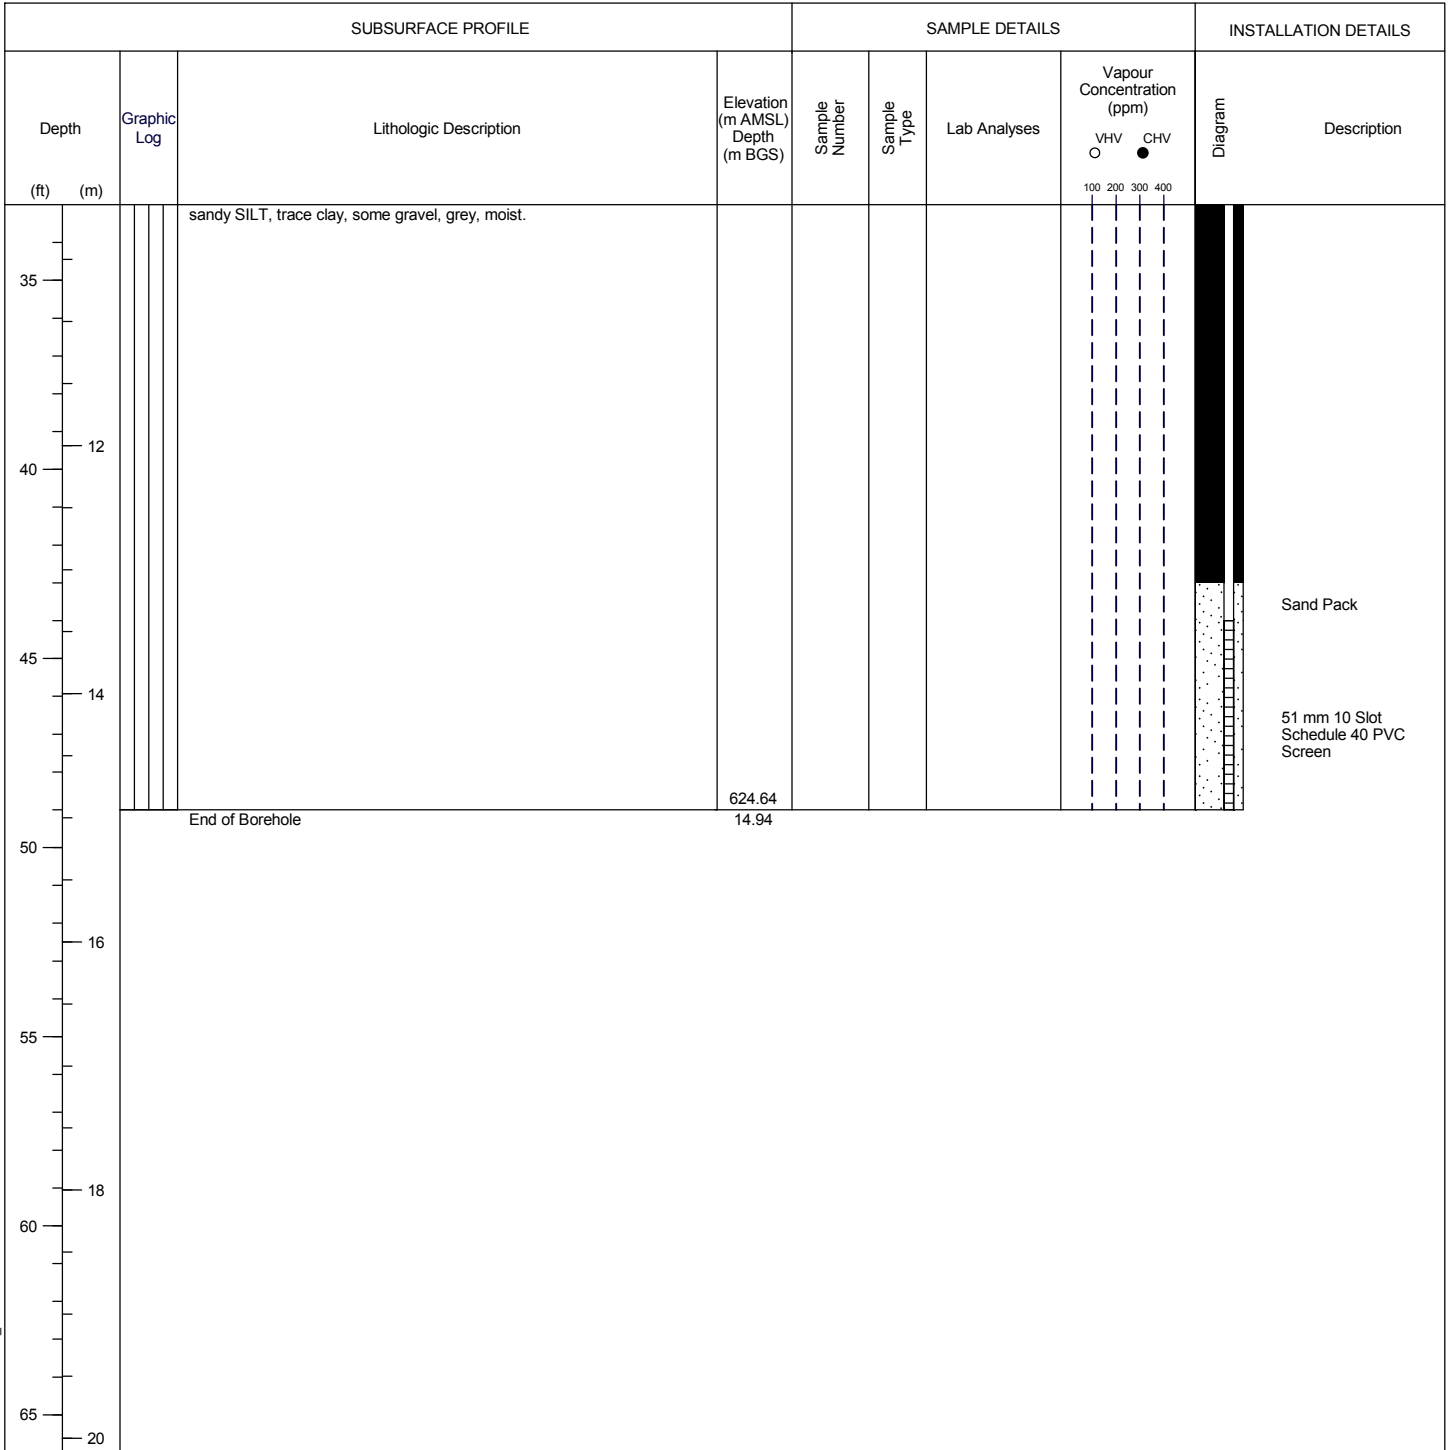 SUBSURFACE PROFILE
SAMPLE DETAILS
INSTALLATION DETAILS
Depth
(ft) (m)
Graphic
Log
Lithologic Description
Elevation
(m AMSL)
Depth
(m BGS)
Sample
Number
Sample
Type
Lab Analyses
Vapour
Concentration
(ppm)
VHV CHV
100 200 300 400
Diagram
Description
sandy SILT, trace clay, some gravel, grey, moist.
35
12
40
Sand Pack
45
14
51 mm 10 Slot
Schedule 40 PVC
Screen
624.64
End of Borehole 14.94
50
16
55
18
60
65
20